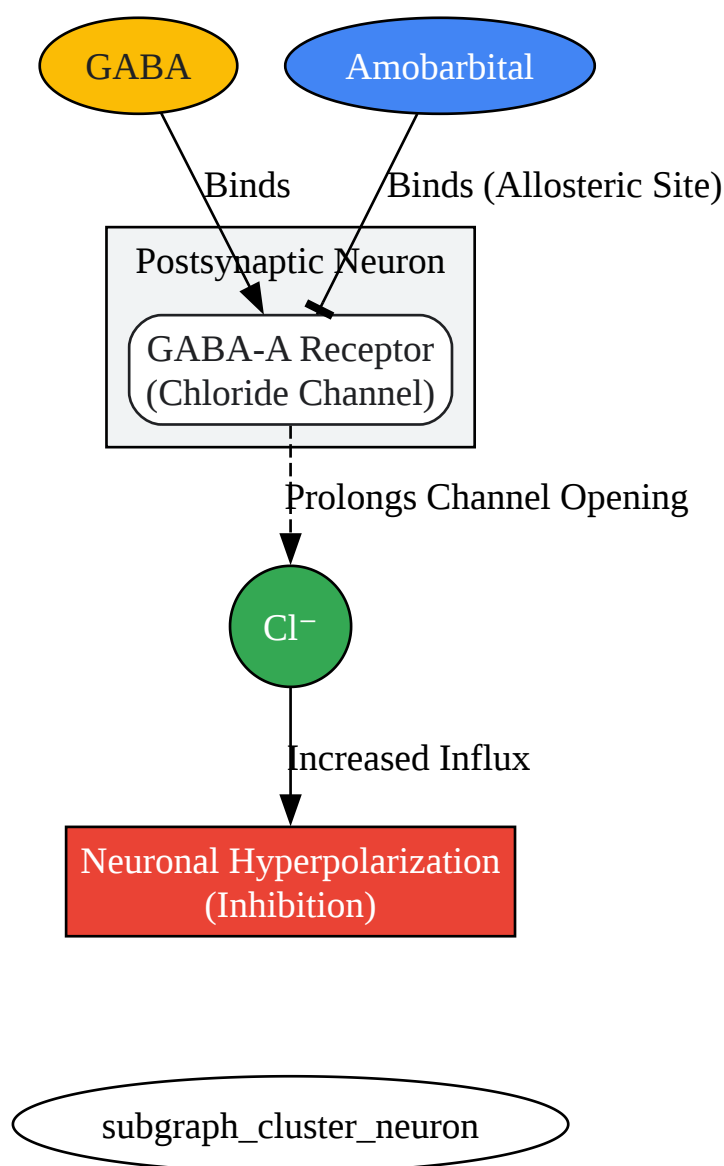 GABA
Amobarbital
Binds
Binds (Allosteric Site)
Postsynaptic Neuron
GABA-A Receptor
(Chloride Channel)
Prolongs Channel Opening
Cl⁻
Increased Influx
Neuronal Hyperpolarization
(Inhibition)
subgraph_cluster_neuron